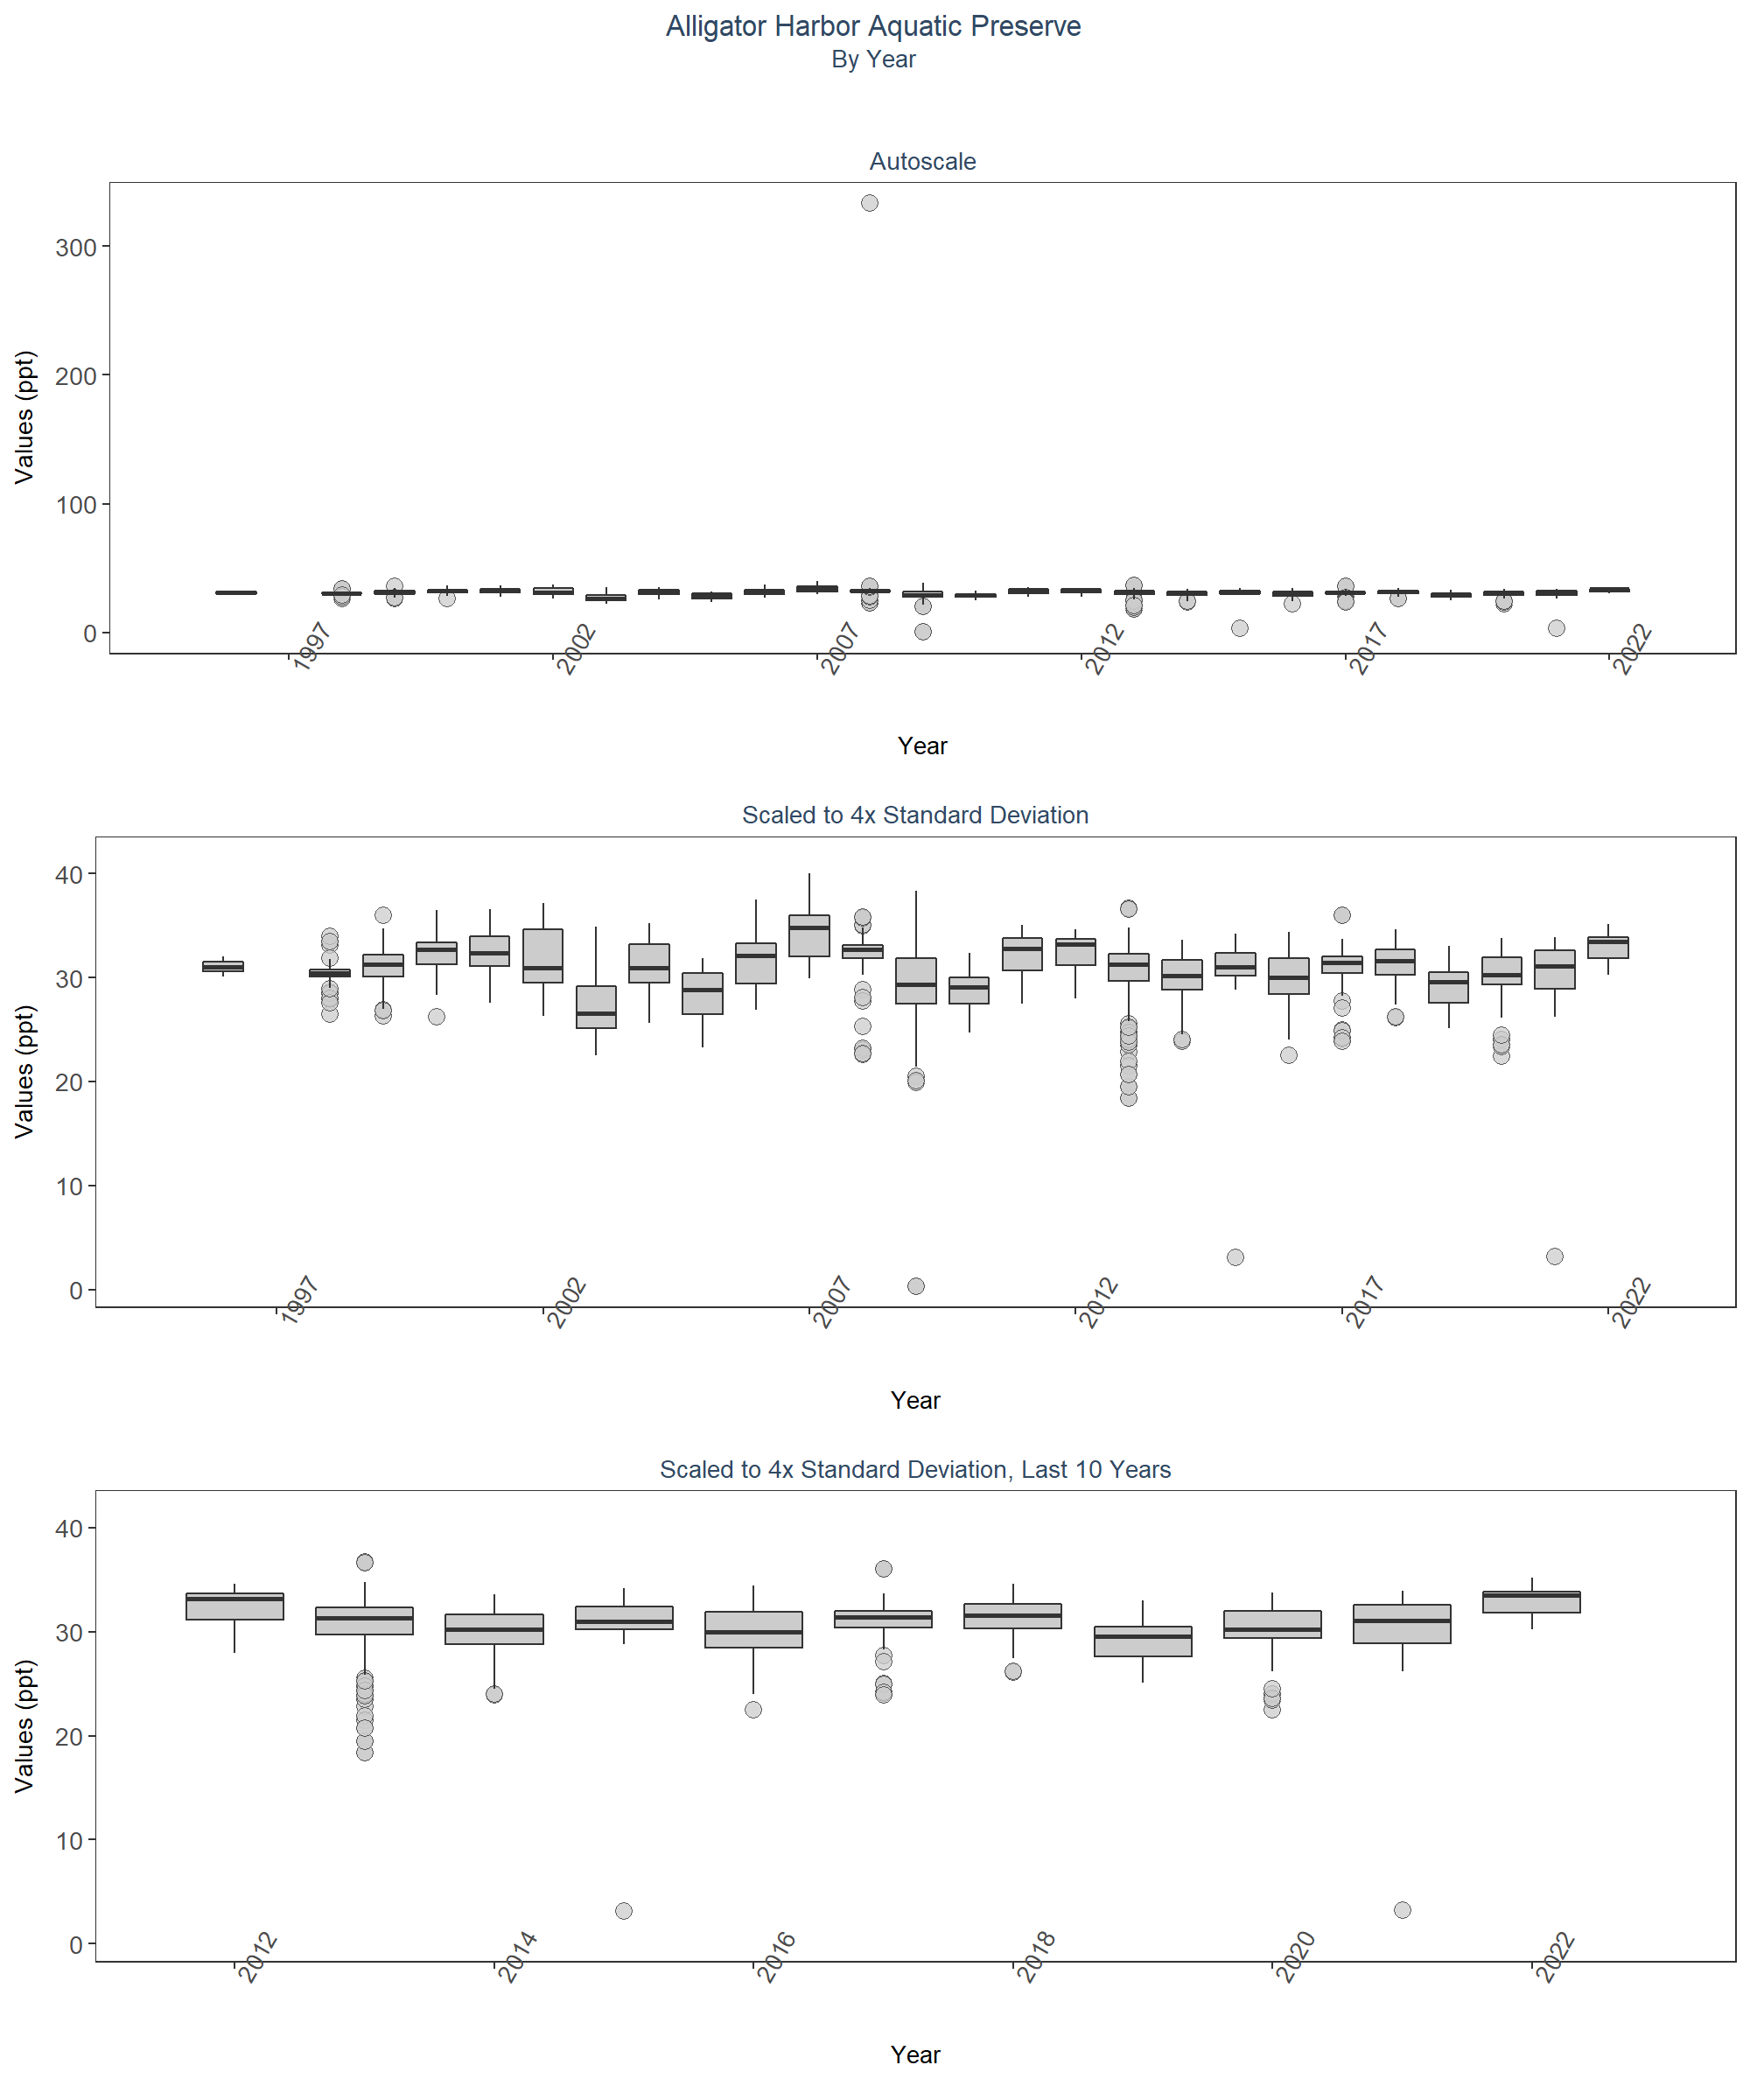 Alligator Harbor Aquatic Preserve
By Year
Autoscale
Values (ppt)
300
200
100
0
1997 2002 2007 2012 2017 2022
Year
Scaled to 4x Standard Deviation
Values (ppt)
40
30
20
10
0
1997 2002 2007 2012 2017 2022
Year
Scaled to 4x Standard Deviation, Last 10 Years
Values (ppt)
40
30
20
10
0
2012 2014 2016 2018 2020 2022
Year